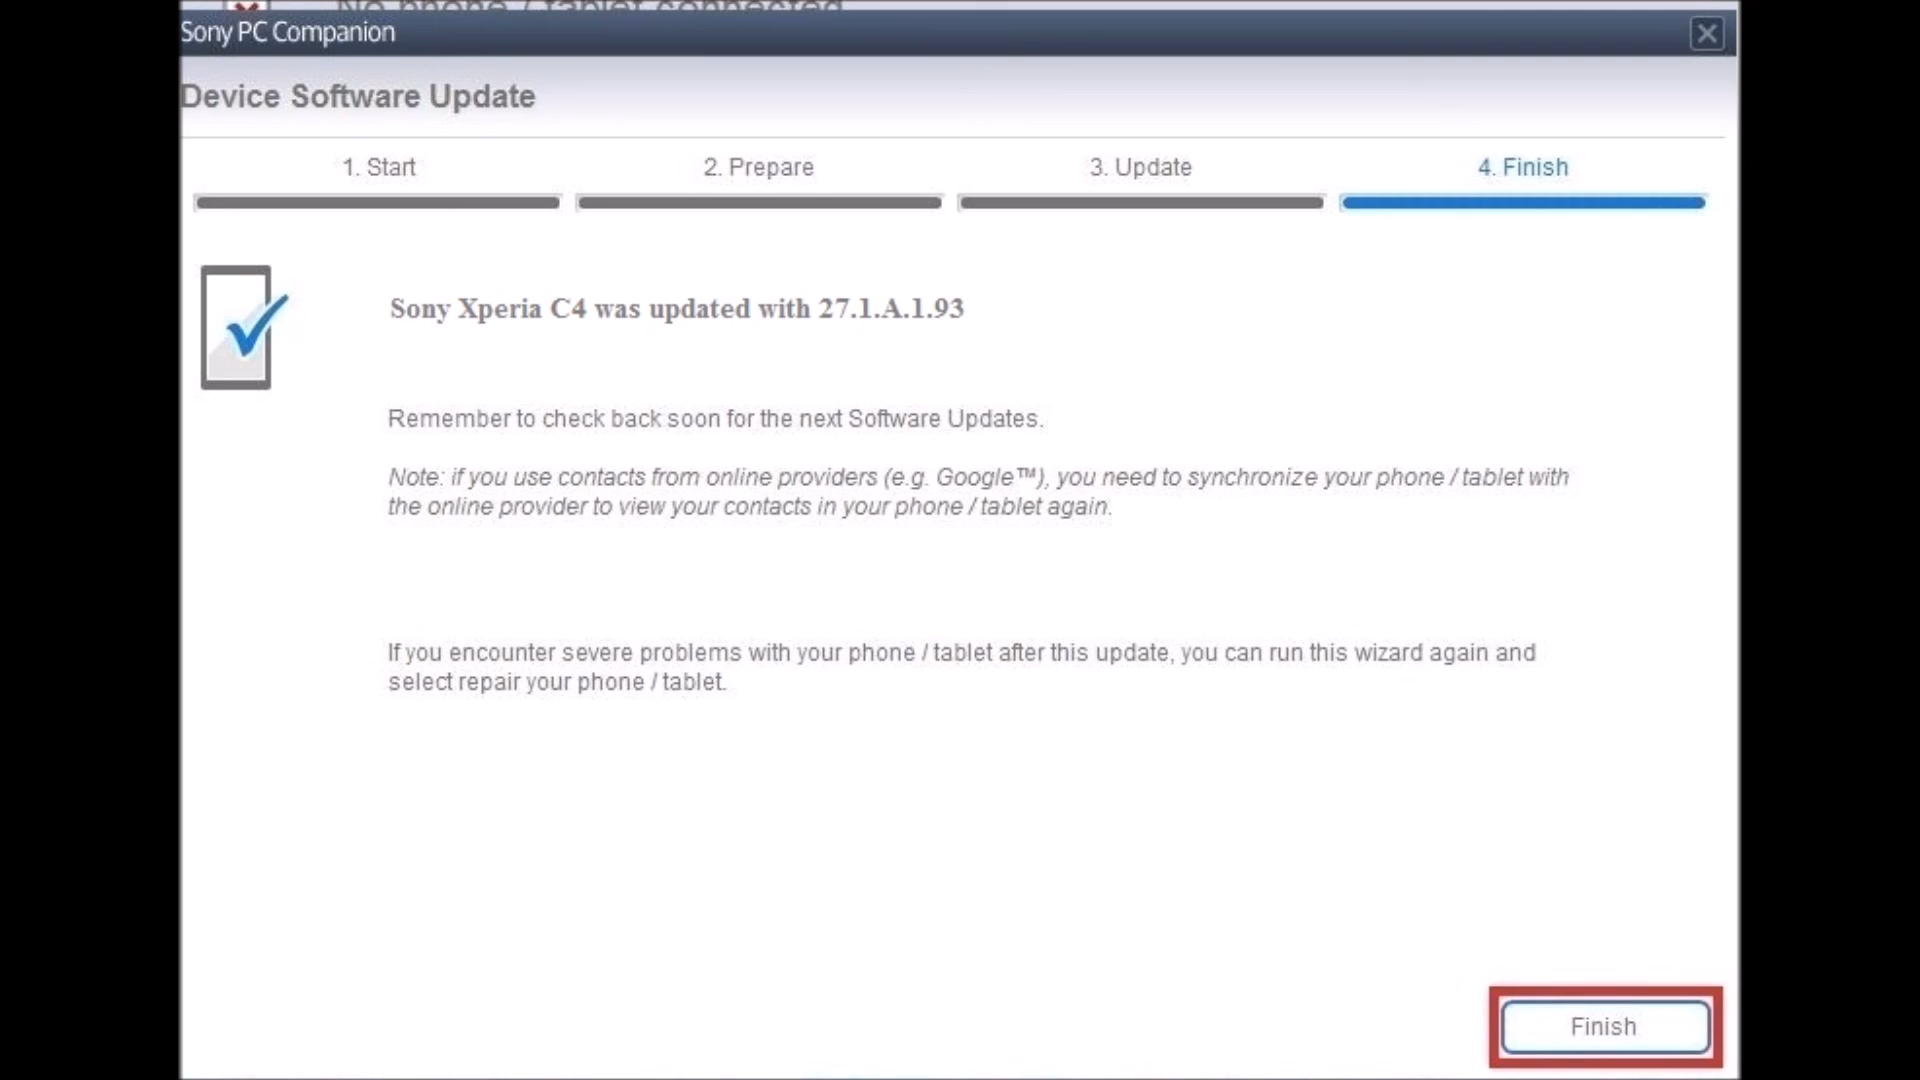 No phone / tablet connected
Sony PC Companion
Device Software Update
1. Start
2. Prepare
3. Update
4. Finish
Sony Xperia C4 was updated with 27.1.A.1.93
Remember to check back soon for the next Software Updates.
Note: if you use contacts from online providers (e.g. Google™), you need to synchronize your phone / tablet with
the online provider to view your contacts in your phone / tablet again.
If you encounter severe problems with your phone / tablet after this update, you can run this wizard again and
select repair your phone / tablet.
Finish